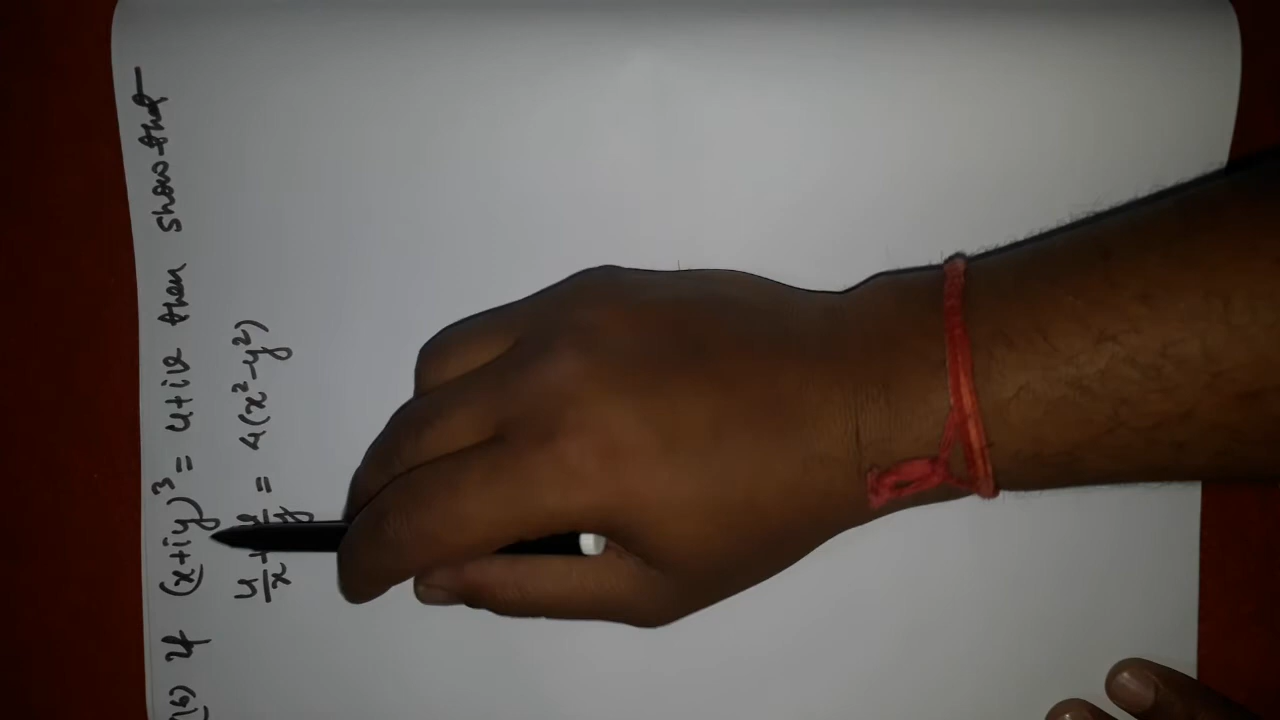 (b) If (x+iy)³ = u+iv then show that
u/x + v/y = 4(x²-y²)